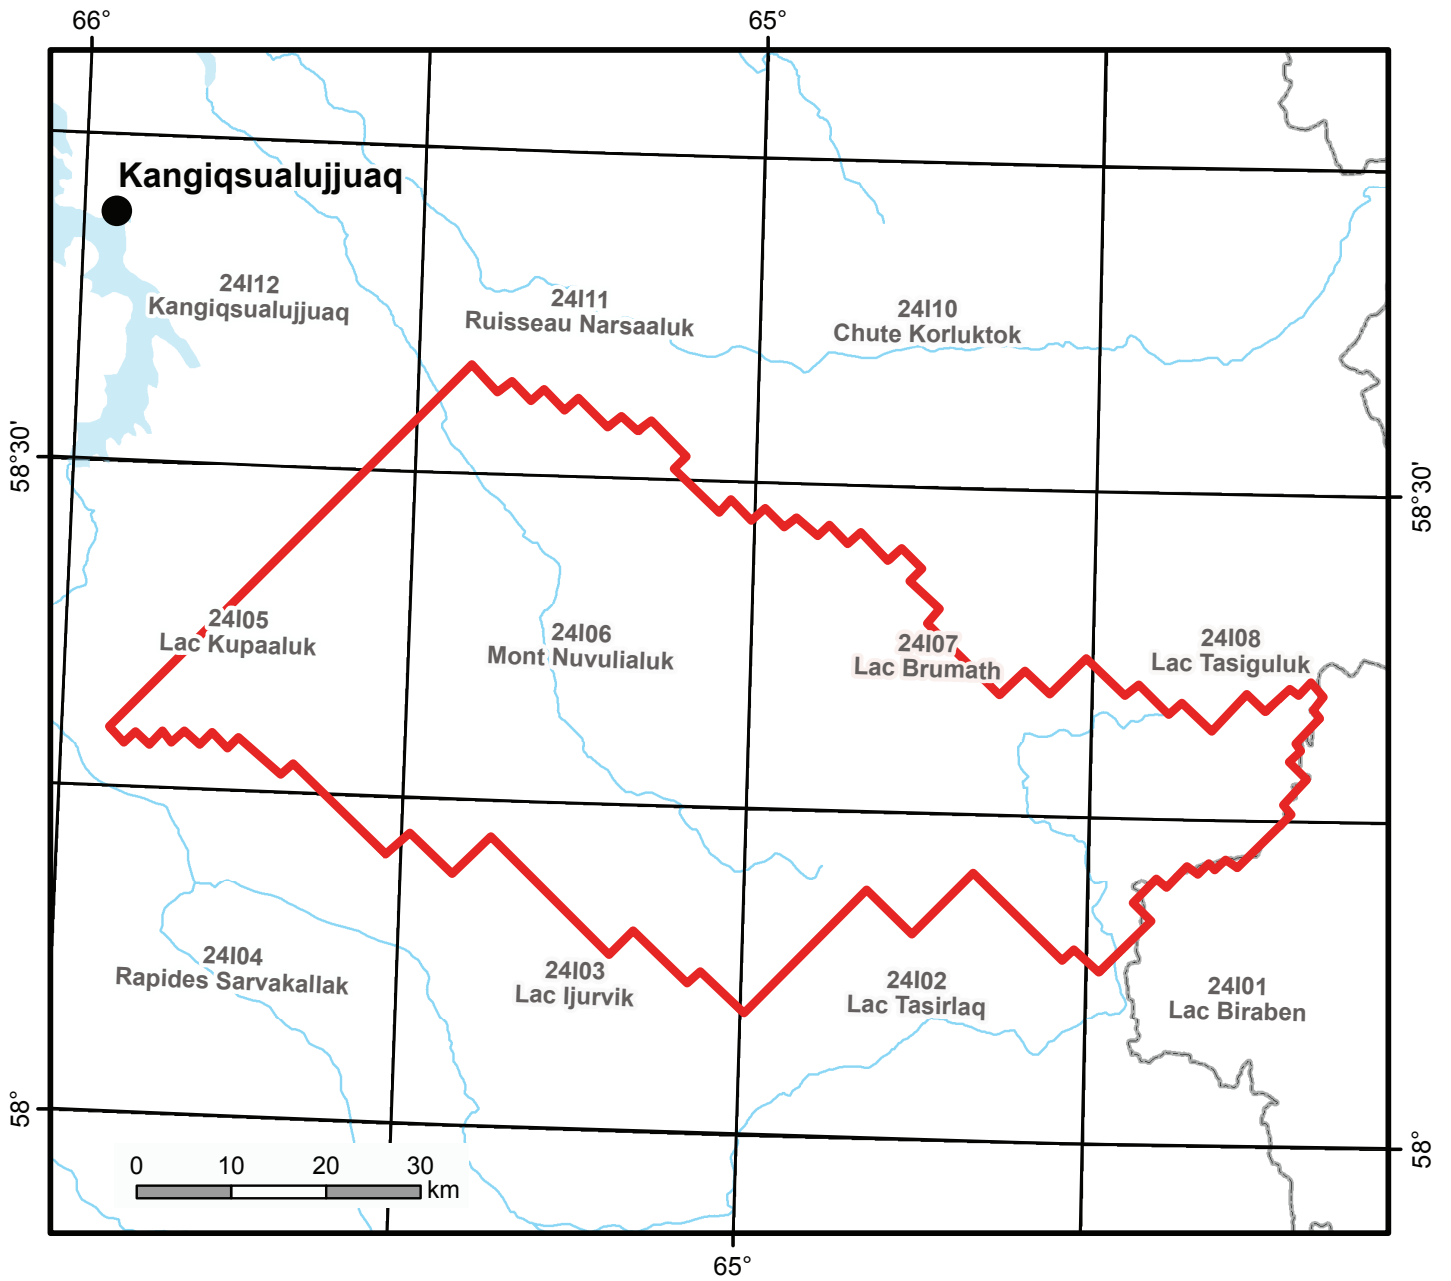 66°
65°
Kangiqsualujjuaq
24I12
Kangiqsualujjuaq
24I11
Ruisseau Narsaaluk
24I10
Chute Korluktok
58°30'
58°30'
24I05
Lac Kupaaluk
24I06
Mont Nuvulialuk
24I07
Lac Brumath
24I08
Lac Tasiguluk
24I04
Rapides Sarvakallak
24I03
Lac Ijurvik
24I02
Lac Tasirlaq
24I01
Lac Biraben
58°
58°
0 10 20 30
km
65°